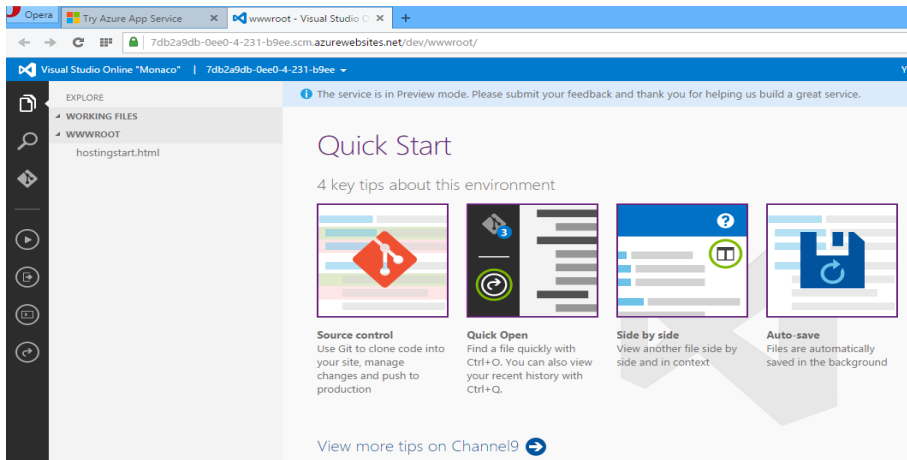 Opera
Try Azure App Service
wwwroot - Visual Studio O
7db2a9db-0ee0-4-231-b9ee.scm.azurewebsites.net/dev/wwwroot/
Visual Studio Online "Monaco" | 7db2a9db-0ee0-4-231-b9ee
Y
EXPLORE
WORKING FILES
WWWROOT
hostingstart.html
The service is in Preview mode. Please submit your feedback and thank you for helping us build a great service.
Quick Start
4 key tips about this environment
3
?
Source control
Use Git to clone code into
your site, manage
changes and push to
production
Quick Open
Find a file quickly with
Ctrl+O. You can also view
your recent history with
Ctrl+Q.
Side by side
View another file side by
side and in context
Auto-save
Files are automatically
saved in the background
View more tips on Channel9